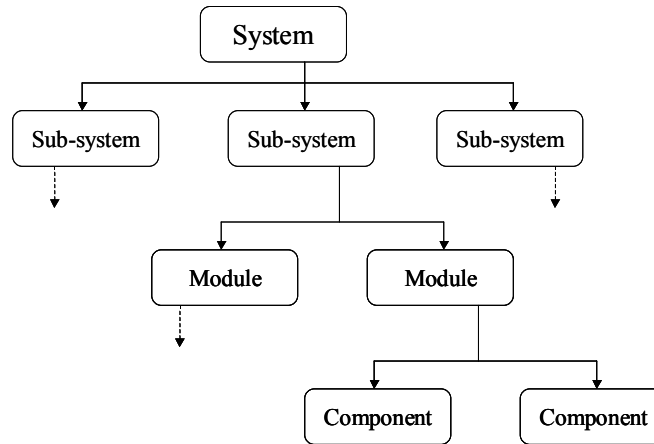 System
Sub-system
Sub-system
Sub-system
Module
Module
Component
Component